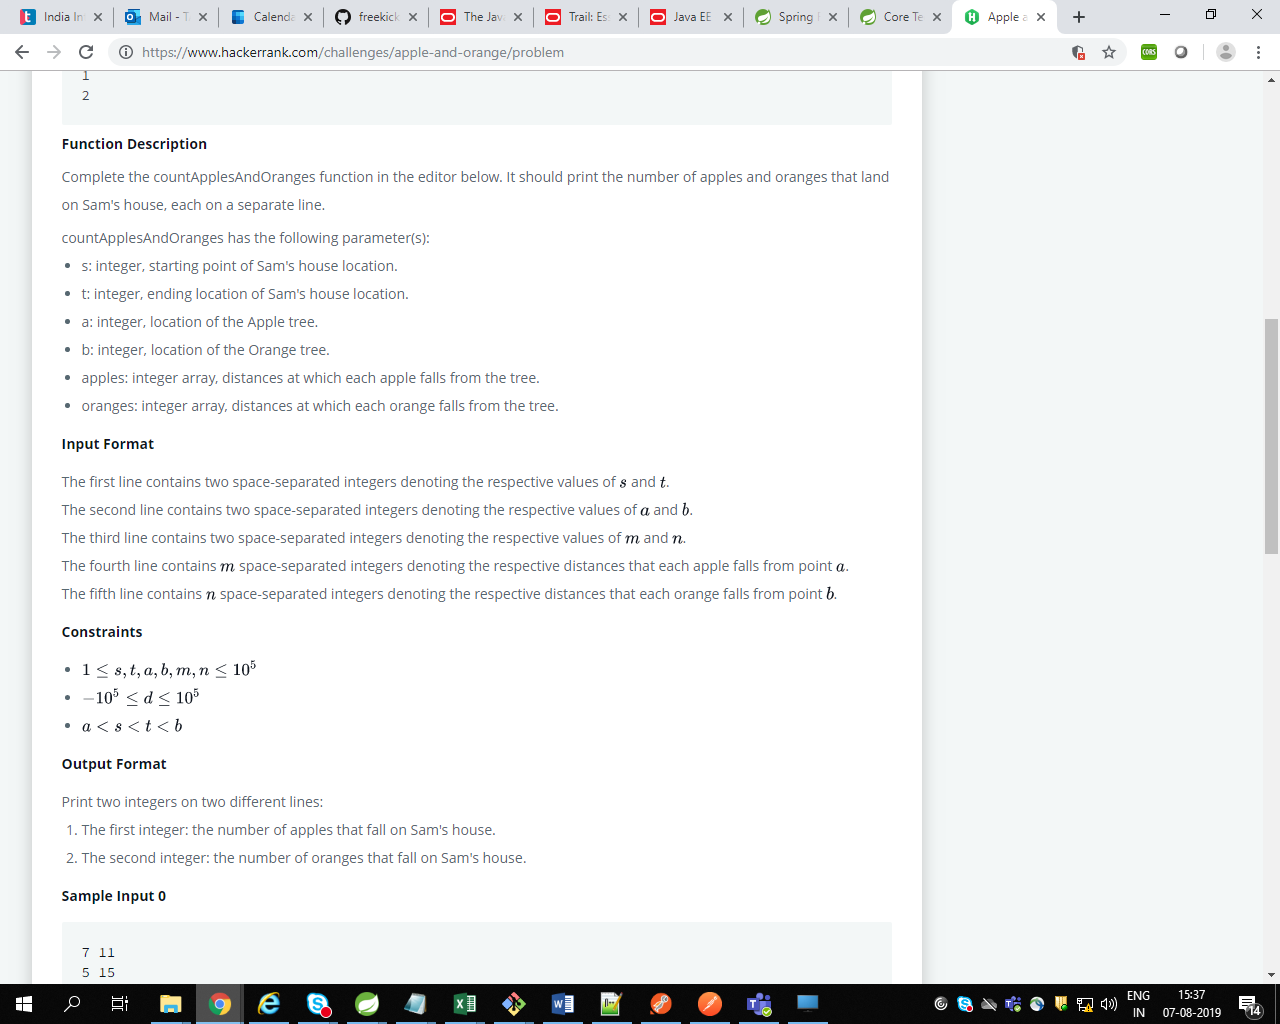 India In
Mail - T
Calenda
freekick
The Jav
Trail: Es
Java EE
Spring
Core Te
Apple a
https://www.hackerrank.com/challenges/apple-and-orange/problem
CORS
1
2
Function Description
Complete the countApplesAndOranges function in the editor below. It should print the number of apples and oranges that land
on Sam's house, each on a separate line.
countApplesAndOranges has the following parameter(s):
• s: integer, starting point of Sam's house location.
• t: integer, ending location of Sam's house location.
• a: integer, location of the Apple tree.
• b: integer, location of the Orange tree.
• apples: integer array, distances at which each apple falls from the tree.
• oranges: integer array, distances at which each orange falls from the tree.
Input Format
The first line contains two space-separated integers denoting the respective values of s and t.
The second line contains two space-separated integers denoting the respective values of a and b.
The third line contains two space-separated integers denoting the respective values of m and n.
The fourth line contains m space-separated integers denoting the respective distances that each apple falls from point a.
The fifth line contains n space-separated integers denoting the respective distances that each orange falls from point b.
Constraints
• 1 ≤ s, t, a, b, m, n ≤ 10⁵
• −10⁵ ≤ d ≤ 10⁵
• a < s < t < b
Output Format
Print two integers on two different lines:
1. The first integer: the number of apples that fall on Sam's house.
2. The second integer: the number of oranges that fall on Sam's house.
Sample Input 0
7 11
5 15
ENG
IN
15:37
07-08-2019
14